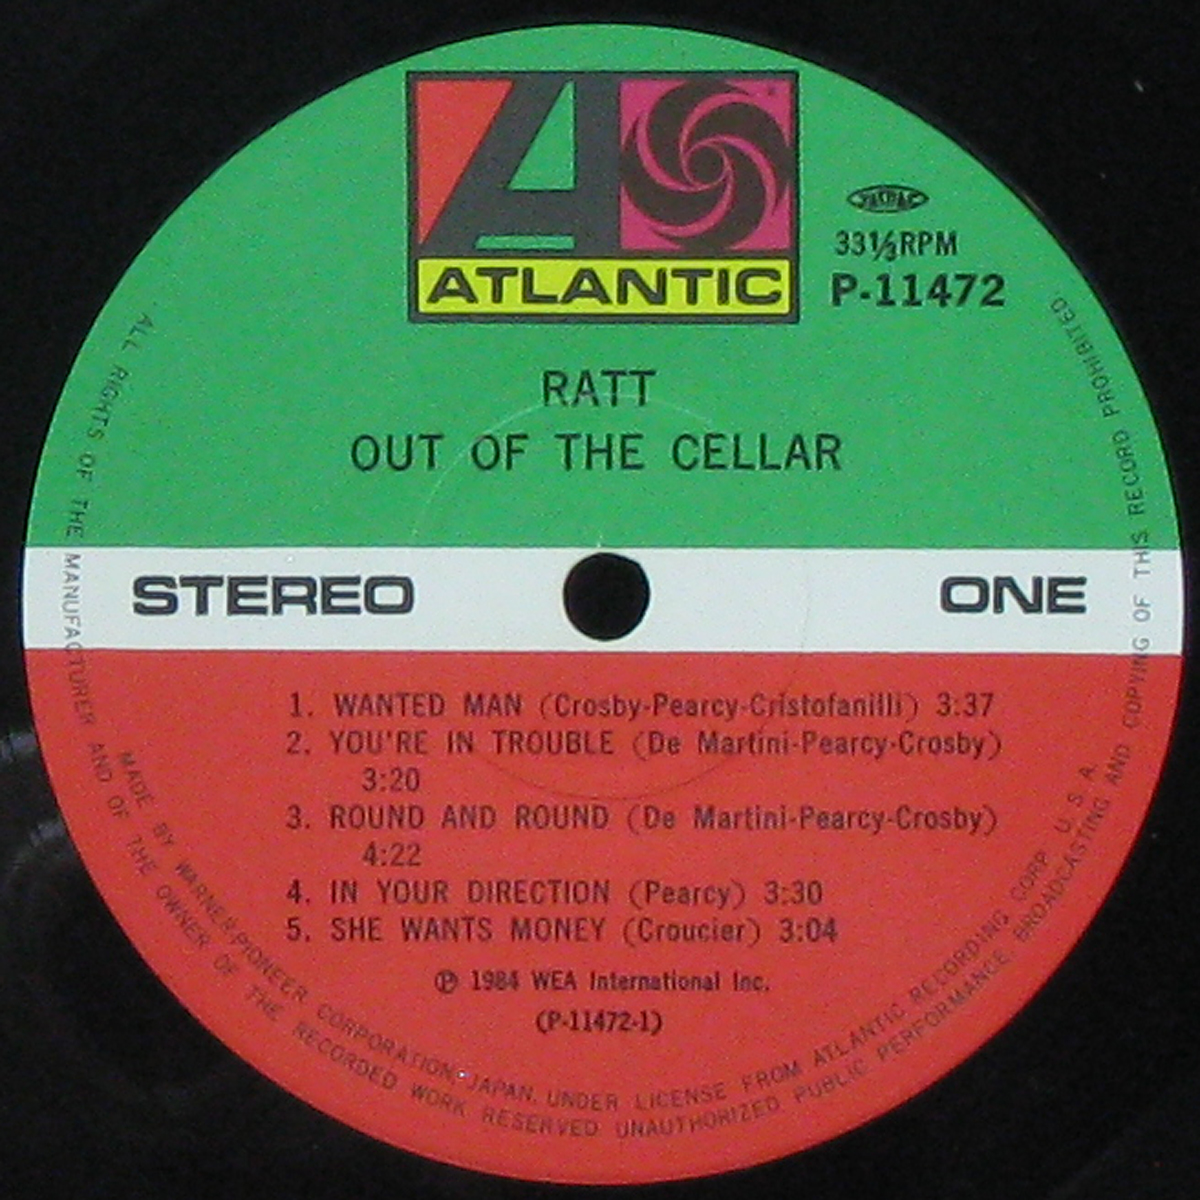 ATLANTIC
33⅓RPM
P-11472
RATT
OUT OF THE CELLAR
STEREO ONE
1. WANTED MAN (Crosby-Pearcy-Cristofanilli) 3:37
2. YOU'RE IN TROUBLE (De Martini-Pearcy-Crosby)
3:20
3. ROUND AND ROUND (De Martini-Pearcy-Crosby)
4:22
4. IN YOUR DIRECTION (Pearcy) 3:30
5. SHE WANTS MONEY (Croucier) 3:04
℗ 1984 WEA International Inc.
(P-11472-1)
MADE BY WARNER-PIONEER CORPORATION, JAPAN. UNDER LICENSE FROM ATLANTIC RECORDING CORP. U.S.A.
ALL RIGHTS OF THE MANUFACTURER AND OF THE OWNER OF THE RECORDED WORK RESERVED UNAUTHORIZED PUBLIC PERFORMANCE, BROADCASTING AND COPYING OF THIS RECORD PROHIBITED.